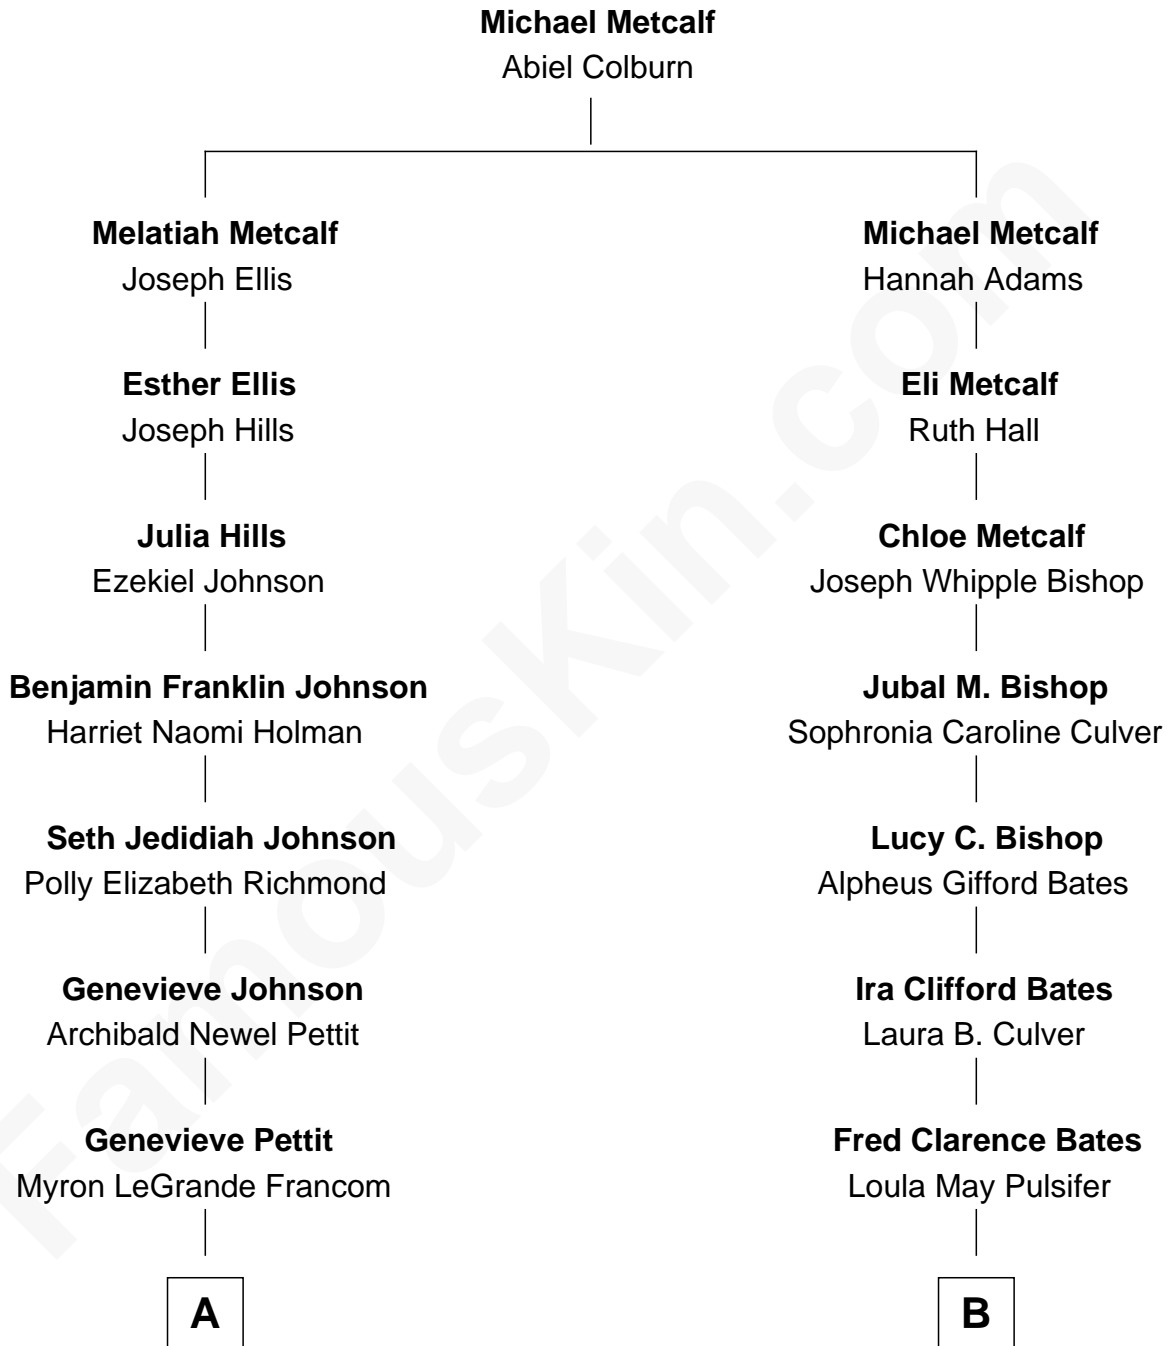 Michael Metcalf
Abiel Colburn
Melatiah Metcalf
Joseph Ellis
Michael Metcalf
Hannah Adams
Esther Ellis
Joseph Hills
Eli Metcalf
Ruth Hall
Julia Hills
Ezekiel Johnson
Chloe Metcalf
Joseph Whipple Bishop
Benjamin Franklin Johnson
Harriet Naomi Holman
Jubal M. Bishop
Sophronia Caroline Culver
Seth Jedidiah Johnson
Polly Elizabeth Richmond
Lucy C. Bishop
Alpheus Gifford Bates
Genevieve Johnson
Archibald Newel Pettit
Ira Clifford Bates
Laura B. Culver
Genevieve Pettit
Myron LeGrande Francom
Fred Clarence Bates
Loula May Pulsifer
A
B
FamousKin.com